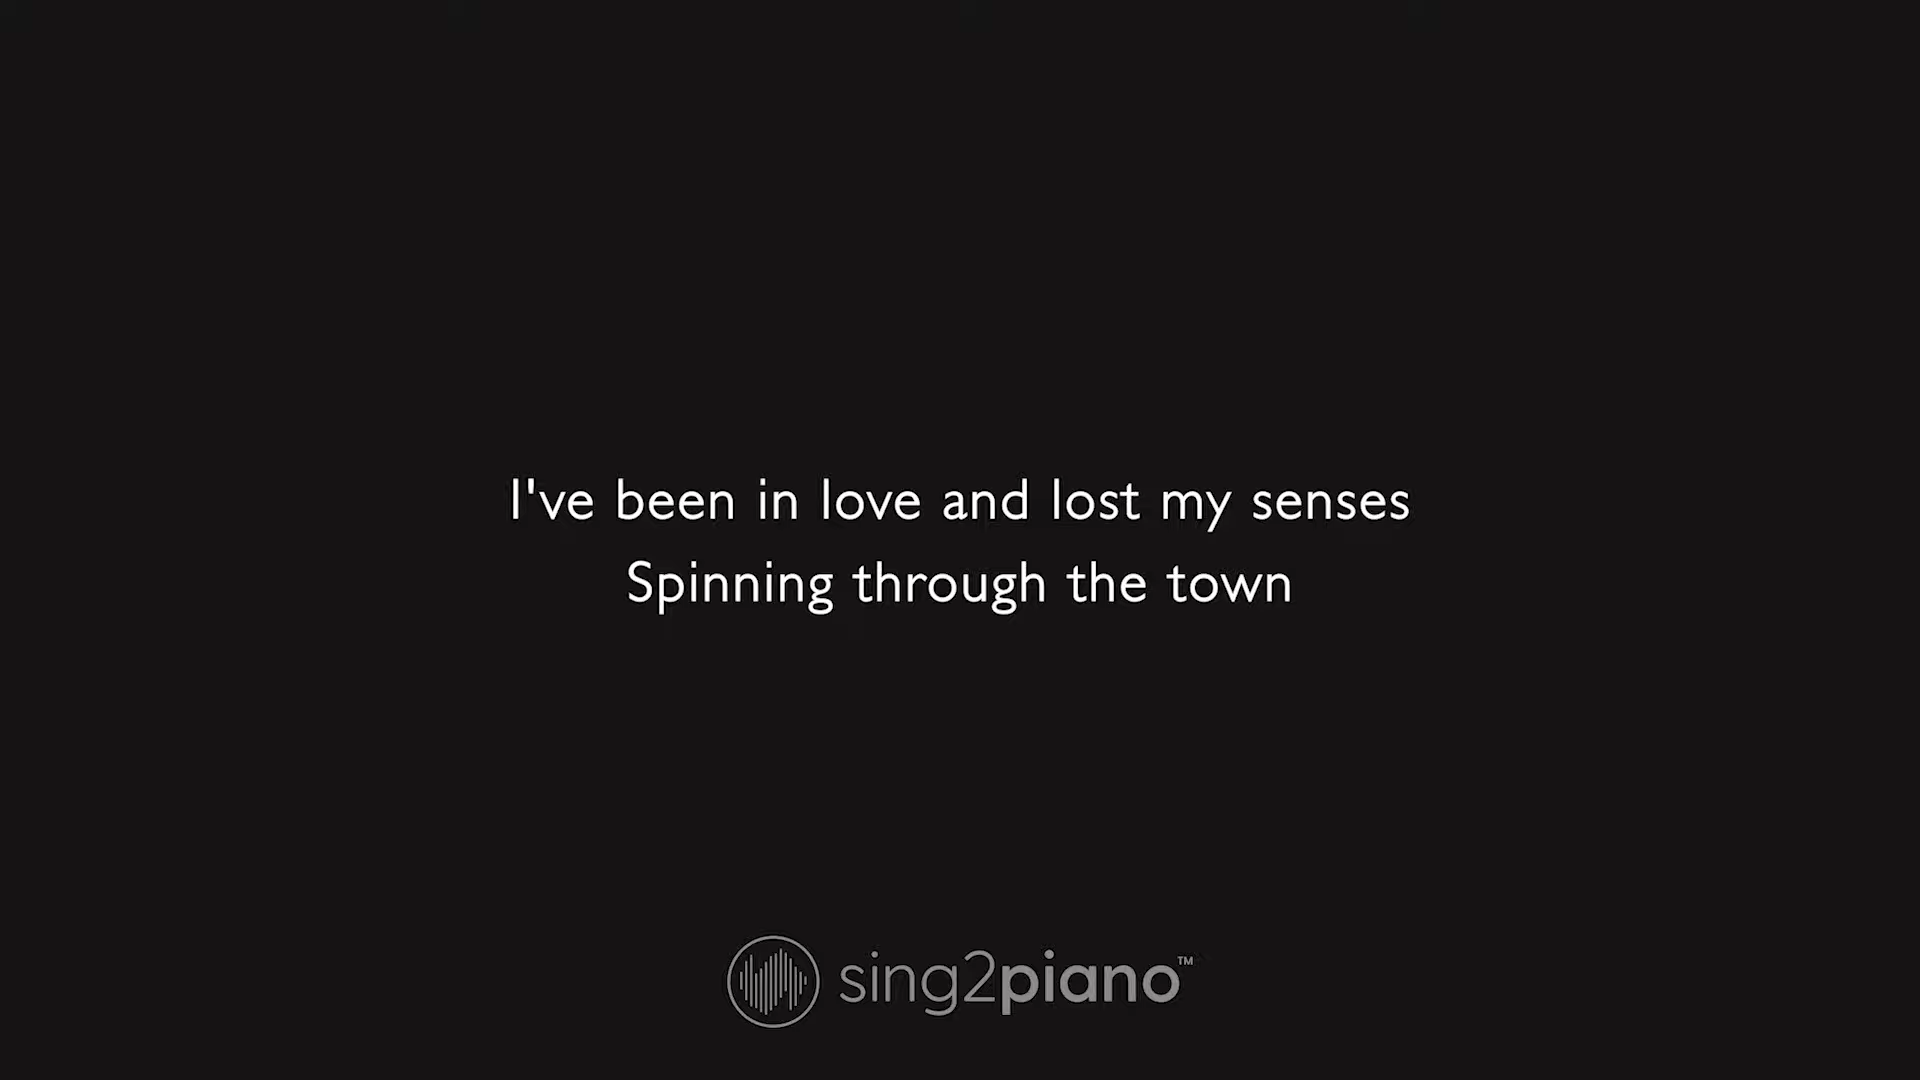 I've been in love and lost my senses
Spinning through the town
sing2piano™